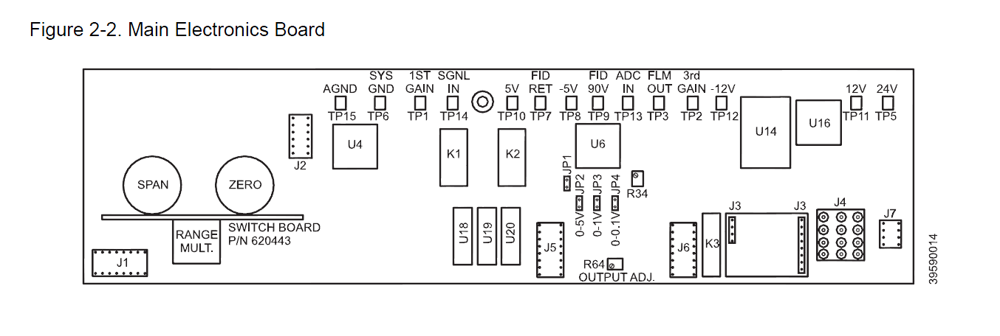 Figure 2-2. Main Electronics Board
SYS 1ST SGNL FID FID ADC FLM 3rd
AGND GND GAIN IN 5V RET -5V 90V IN OUT GAIN -12V 12V 24V
TP15 TP6 TP1 TP14 TP10 TP7 TP8 TP9 TP13 TP3 TP2 TP12 TP11 TP5
U4 K1 K2 U6 U14 U16
J2
JP1
SPAN ZERO
JP2 JP3 JP4
R34
J3 J3 J4 J7
0-5V 0-1V 0-0.1V
SWITCH BOARD
P/N 620443
RANGE
MULT.
U18 U19 U20
J5 J6 K3
J1
R64
OUTPUT ADJ.
39590014